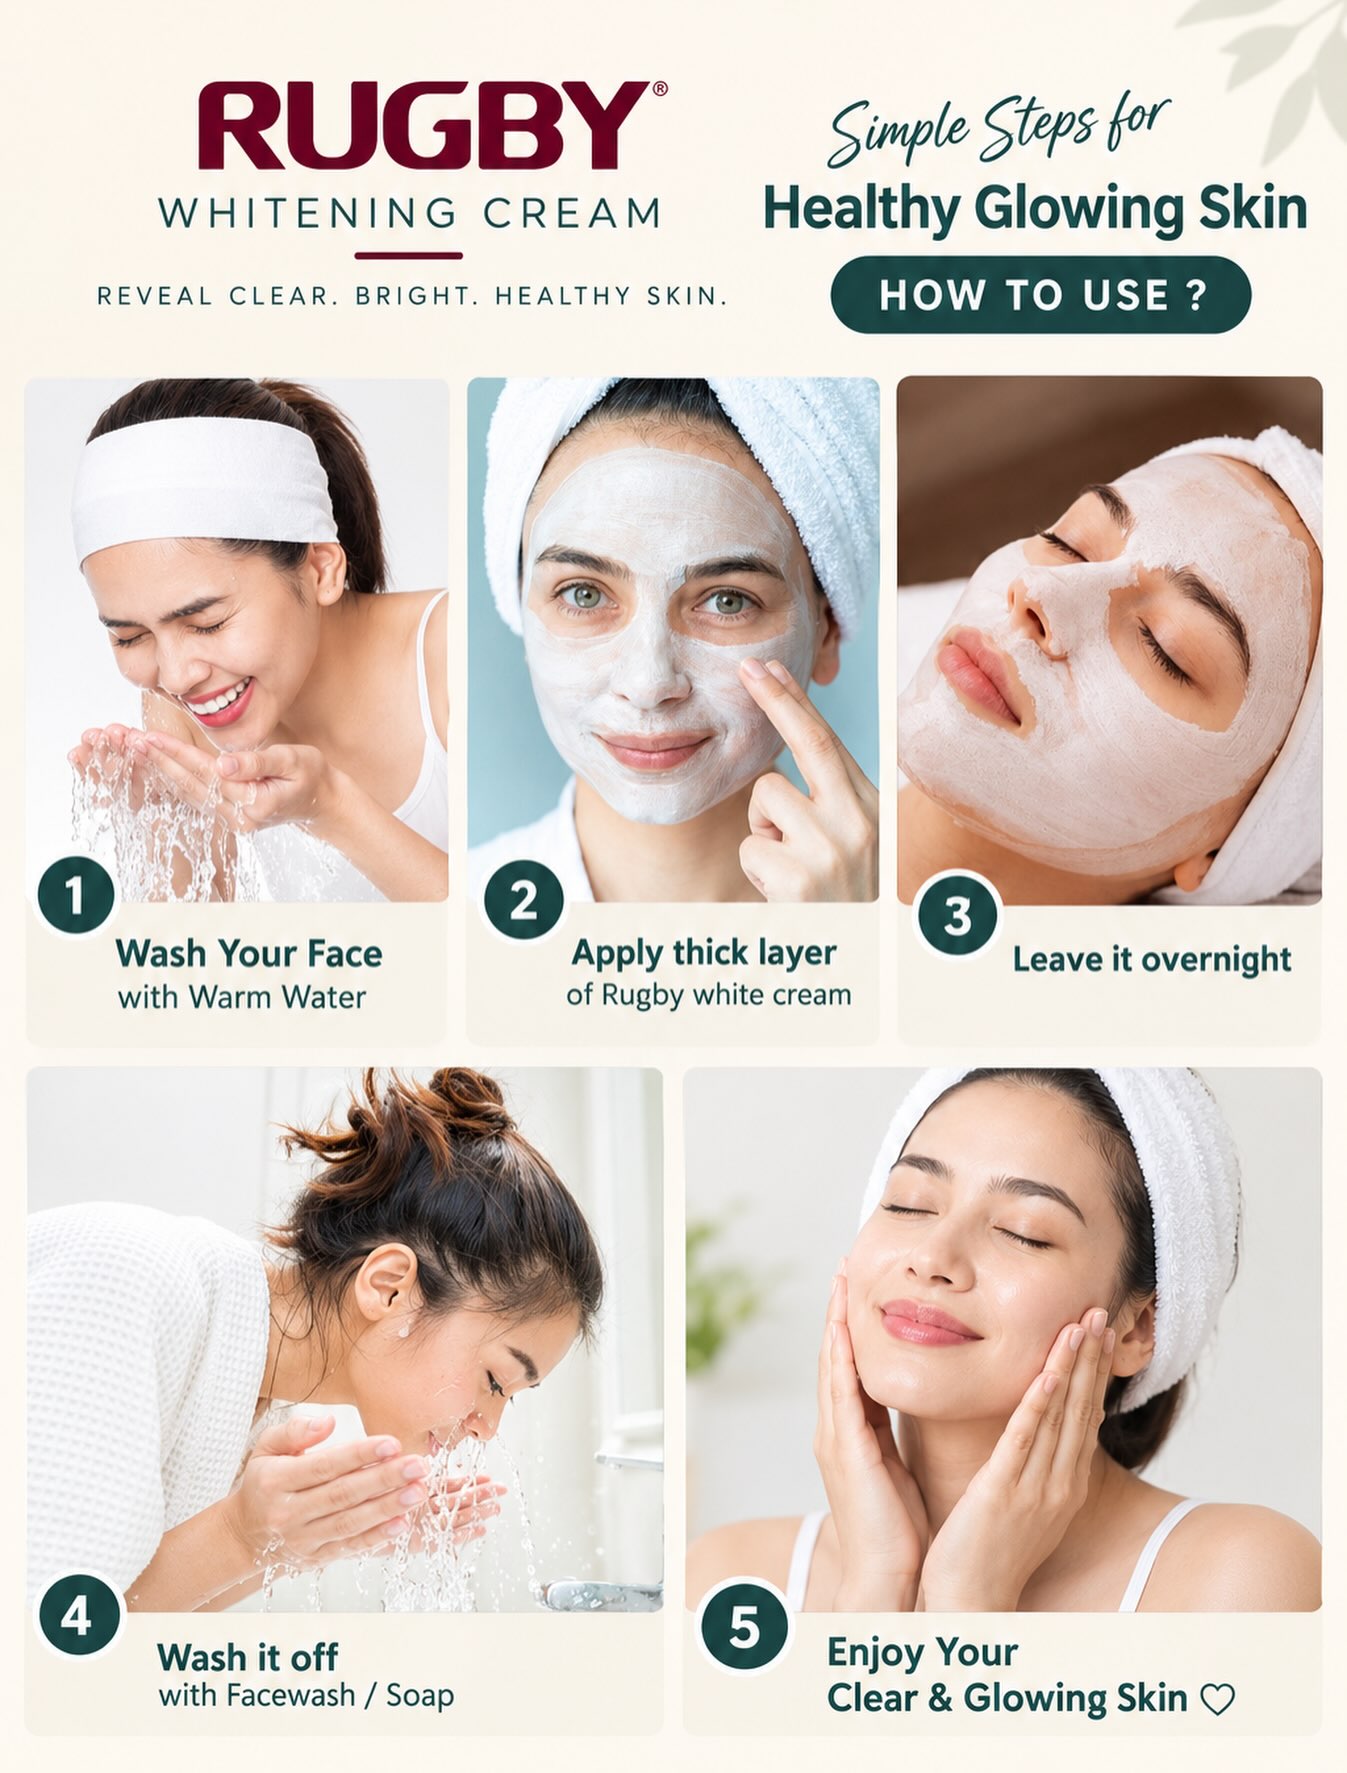 RUGBY®
WHITENING CREAM
REVEAL CLEAR. BRIGHT. HEALTHY SKIN.
Simple Steps for
Healthy Glowing Skin
HOW TO USE ?
1
Wash Your Face
with Warm Water
2
Apply thick layer
of Rugby white cream
3
Leave it overnight
4
Wash it off
with Facewash / Soap
5
Enjoy Your
Clear & Glowing Skin ♡